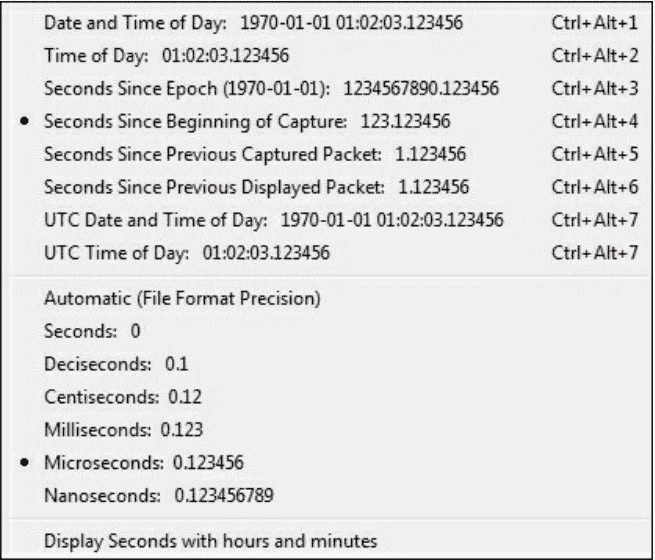 Date and Time of Day: 1970-01-01 01:02:03.123456 Ctrl+Alt+1
Time of Day: 01:02:03.123456 Ctrl+Alt+2
Seconds Since Epoch (1970-01-01): 1234567890.123456 Ctrl+Alt+3
Seconds Since Beginning of Capture: 123.123456 Ctrl+Alt+4
Seconds Since Previous Captured Packet: 1.123456 Ctrl+Alt+5
Seconds Since Previous Displayed Packet: 1.123456 Ctrl+Alt+6
UTC Date and Time of Day: 1970-01-01 01:02:03.123456 Ctrl+Alt+7
UTC Time of Day: 01:02:03.123456 Ctrl+Alt+7
Automatic (File Format Precision)
Seconds: 0
Deciseconds: 0.1
Centiseconds: 0.12
Milliseconds: 0.123
Microseconds: 0.123456
Nanoseconds: 0.123456789
Display Seconds with hours and minutes